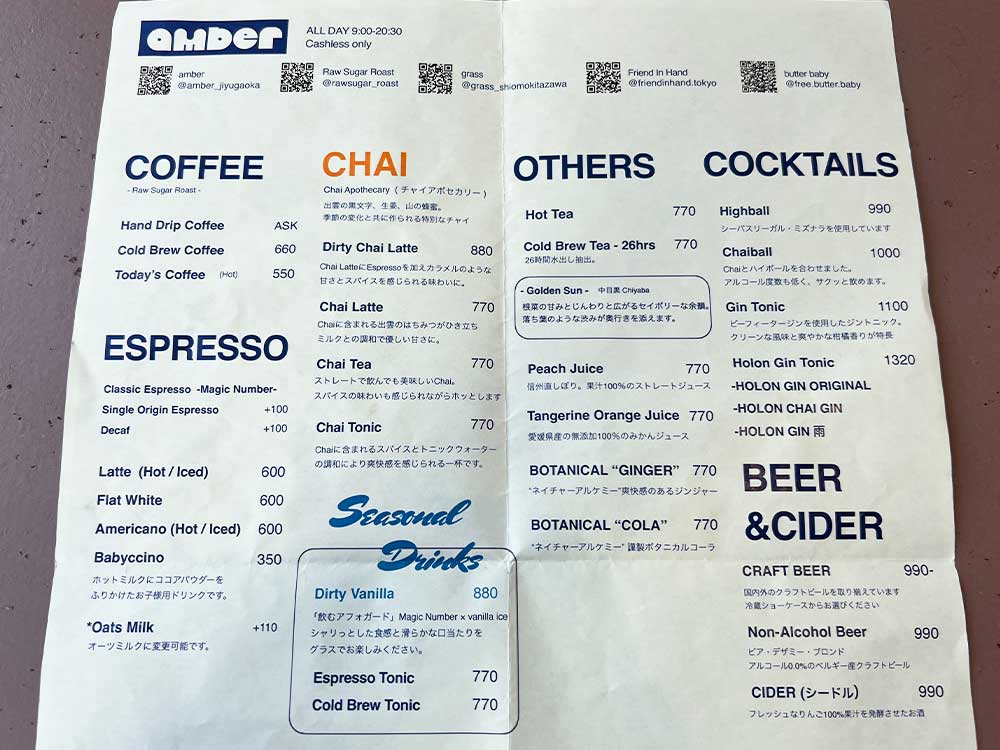 amber
ALL DAY 9:00-20:30
Cashless only
amber
@amber_jiyugaoka
Raw Sugar Roast
@rawsugar_roast
grass
@grass_shiomokitazawa
Friend In Hand
@friendinhand.tokyo
butter baby
@free.butter.baby
COFFEE
- Raw Sugar Roast -
Hand Drip Coffee ASK
Cold Brew Coffee 660
Today's Coffee (Hot) 550
ESPRESSO
Classic Espresso -Magic Number-
Single Origin Espresso +100
Decaf +100
Latte (Hot / Iced) 600
Flat White 600
Americano (Hot / Iced) 600
Babyccino 350
ホットミルクにココアパウダーを
ふりかけたお子様用ドリンクです。
*Oats Milk +110
オーツミルクに変更可能です。
CHAI
Chai Apothecary (チャイアポセカリー)
出雲の黒文字、生姜、山の蜂蜜。
季節の変化と共に作られる特別なチャイ
Dirty Chai Latte 880
Chai LatteにEspressoを加えカラメルのような
甘さとスパイスを感じられる味わいに。
Chai Latte 770
Chaiに含まれる出雲のはちみつがひき立ち
ミルクとの調和で優しい甘さに。
Chai Tea 770
ストレートで飲んでも美味しいChai。
スパイスの味わいも感じられながらホッとします
Chai Tonic 770
Chaiに含まれるスパイスとトニックウォーター
の調和により爽快感を感じられる一杯です。
Seasonal
Drinks
Dirty Vanilla 880
「飲むアフォガード」Magic Number × vanilla ice
シャリっとした食感と滑らかな口当たりを
グラスでお楽しみください。
Espresso Tonic 770
Cold Brew Tonic 770
OTHERS
Hot Tea 770
Cold Brew Tea - 26hrs 770
26時間水出し抽出。
- Golden Sun - 中目黒 Chiyaba
根菜の甘みとじんわりと広がるセイボリーな余韻。
落ち葉のような渋みが奥行きを添えます。
Peach Juice 770
信州直しぼり。果汁100%のストレートジュース
Tangerine Orange Juice 770
愛媛県産の無添加100%のみかんジュース
BOTANICAL “GINGER” 770
“ネイチャーアルケミー”爽快感のあるジンジャー
BOTANICAL “COLA” 770
“ネイチャーアルケミー” 謹製ボタニカルコーラ
COCKTAILS
Highball 990
シーバスリーガル・ミズナラを使用しています
Chaiball 1000
Chaiとハイボールを合わせました。
アルコール度数も低く、サクッと飲めます。
Gin Tonic 1100
ビーフィータージンを使用したジントニック。
クリーンな風味と爽やかな柑橘香りが特長
Holon Gin Tonic 1320
-HOLON GIN ORIGINAL
-HOLON CHAI GIN
-HOLON GIN 雨
BEER
&CIDER
CRAFT BEER 990-
国内外のクラフトビールを取り揃えています
冷蔵ショーケースからお選びください
Non-Alcohol Beer 990
ビア・デザミー・ブロンド
アルコール0.0%のベルギー産クラフトビール
CIDER (シードル) 990
フレッシュなりんご100%果汁を発酵させたお酒